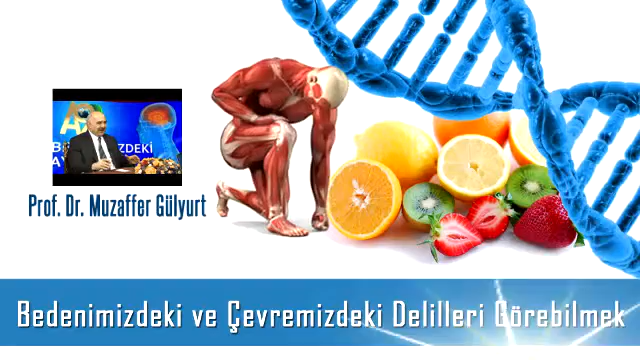 Prof. Dr. Muzaffer Gülyurt
Bedenimizdeki ve Çevremizdeki Delilleri Görebilmek